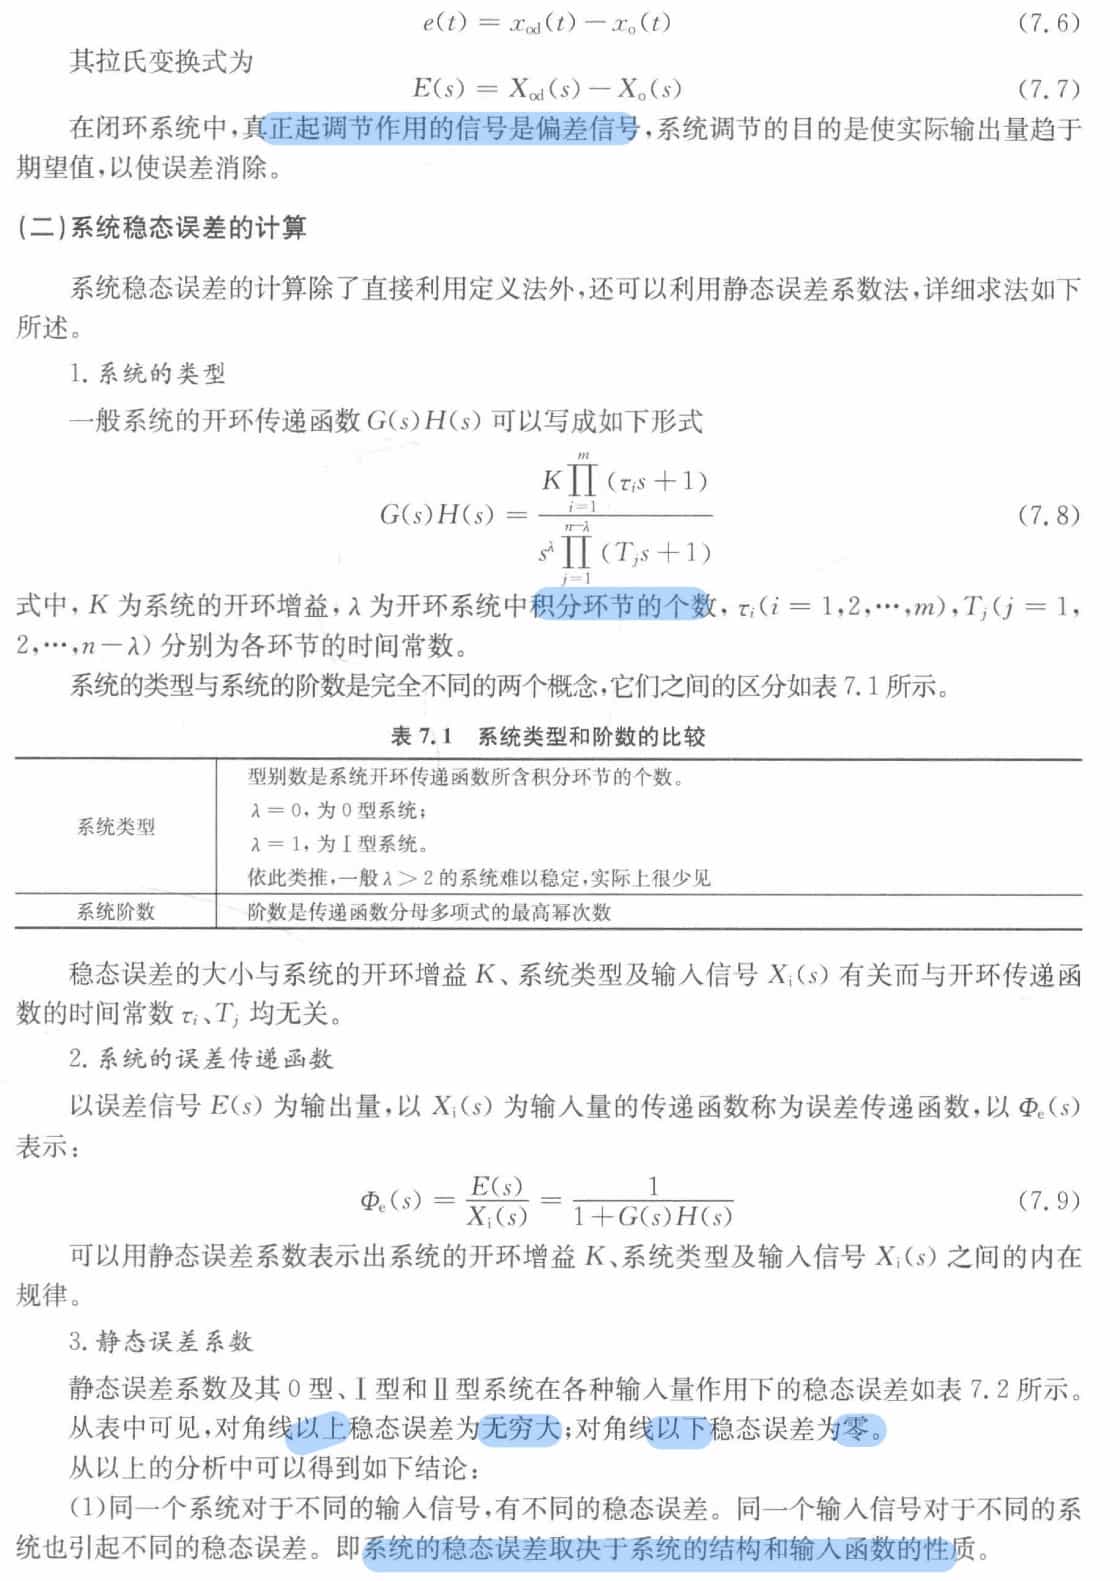 e(t) = x_od(t) − x_o(t) (7.6)
其拉氏变换式为
E(s) = X_od(s) − X_o(s) (7.7)
在闭环系统中,真正起调节作用的信号是偏差信号,系统调节的目的是使实际输出量趋于
期望值,以使误差消除。
(二)系统稳态误差的计算
系统稳态误差的计算除了直接利用定义法外,还可以利用静态误差系数法,详细求法如下
所述。
1. 系统的类型
一般系统的开环传递函数 G(s)H(s) 可以写成如下形式
G(s)H(s) = \frac{K\prod_{i=1}^{m}(τ_i s+1)}{s^λ\prod_{j=1}^{n-λ}(T_j s+1)} (7.8)
式中, K 为系统的开环增益, λ 为开环系统中积分环节的个数, τ_i(i = 1,2,⋯,m), T_j(j = 1,
2,⋯,n−λ) 分别为各环节的时间常数。
系统的类型与系统的阶数是完全不同的两个概念,它们之间的区分如表 7.1 所示。
表 7.1 系统类型和阶数的比较
系统类型
型别数是系统开环传递函数所含积分环节的个数。
λ = 0, 为 0 型系统;
λ = 1, 为 Ⅰ 型系统。
依此类推,一般 λ > 2 的系统难以稳定,实际上很少见
系统阶数 阶数是传递函数分母多项式的最高幂次数
稳态误差的大小与系统的开环增益 K、系统类型及输入信号 X_i(s) 有关而与开环传递函
数的时间常数 τ_i、T_j 均无关。
2. 系统的误差传递函数
以误差信号 E(s) 为输出量,以 X_i(s) 为输入量的传递函数称为误差传递函数,以 Φ_e(s)
表示:
Φ_e(s) = \frac{E(s)}{X_i(s)} = \frac{1}{1+G(s)H(s)} (7.9)
可以用静态误差系数表示出系统的开环增益 K、系统类型及输入信号 X_i(s) 之间的内在
规律。
3. 静态误差系数
静态误差系数及其 0 型、Ⅰ 型和 Ⅱ 型系统在各种输入量作用下的稳态误差如表 7.2 所示。
从表中可见,对角线以上稳态误差为无穷大;对角线以下稳态误差为零。
从以上的分析中可以得到如下结论:
(1)同一个系统对于不同的输入信号,有不同的稳态误差。同一个输入信号对于不同的系
统也引起不同的稳态误差。即系统的稳态误差取决于系统的结构和输入函数的性质。